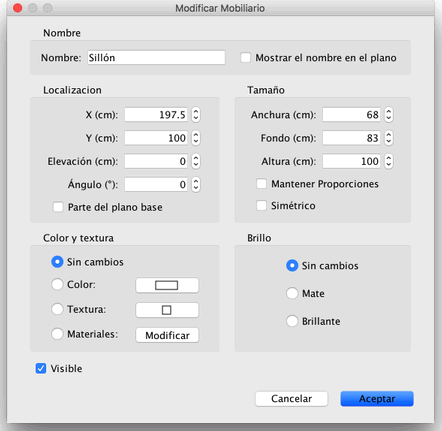 Modificar Mobiliario
Nombre
Nombre: Sillón Mostrar el nombre en el plano
Localizacion
X (cm): 197.5
Y (cm): 100
Elevación (cm): 0
Ángulo (°): 0
Parte del plano base
Tamaño
Anchura (cm): 68
Fondo (cm): 83
Altura (cm): 100
Mantener Proporciones
Simétrico
Color y textura
Sin cambios
Color:
Textura:
Materiales: Modificar
Brillo
Sin cambios
Mate
Brillante
Visible
Cancelar Aceptar